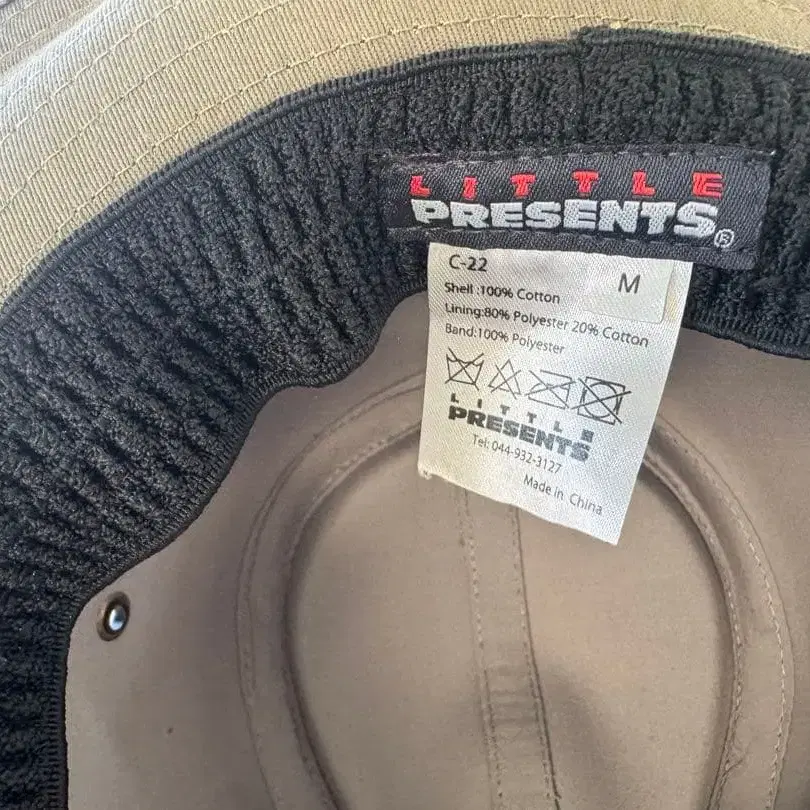 LITTLE
PRESENTS®
C-22
M
Shell :100% Cotton
Lining:80% Polyester 20% Cotton
Band:100% Polyester
LITTLE
PRESENTS
Tel: 044-932-3127
Made in China